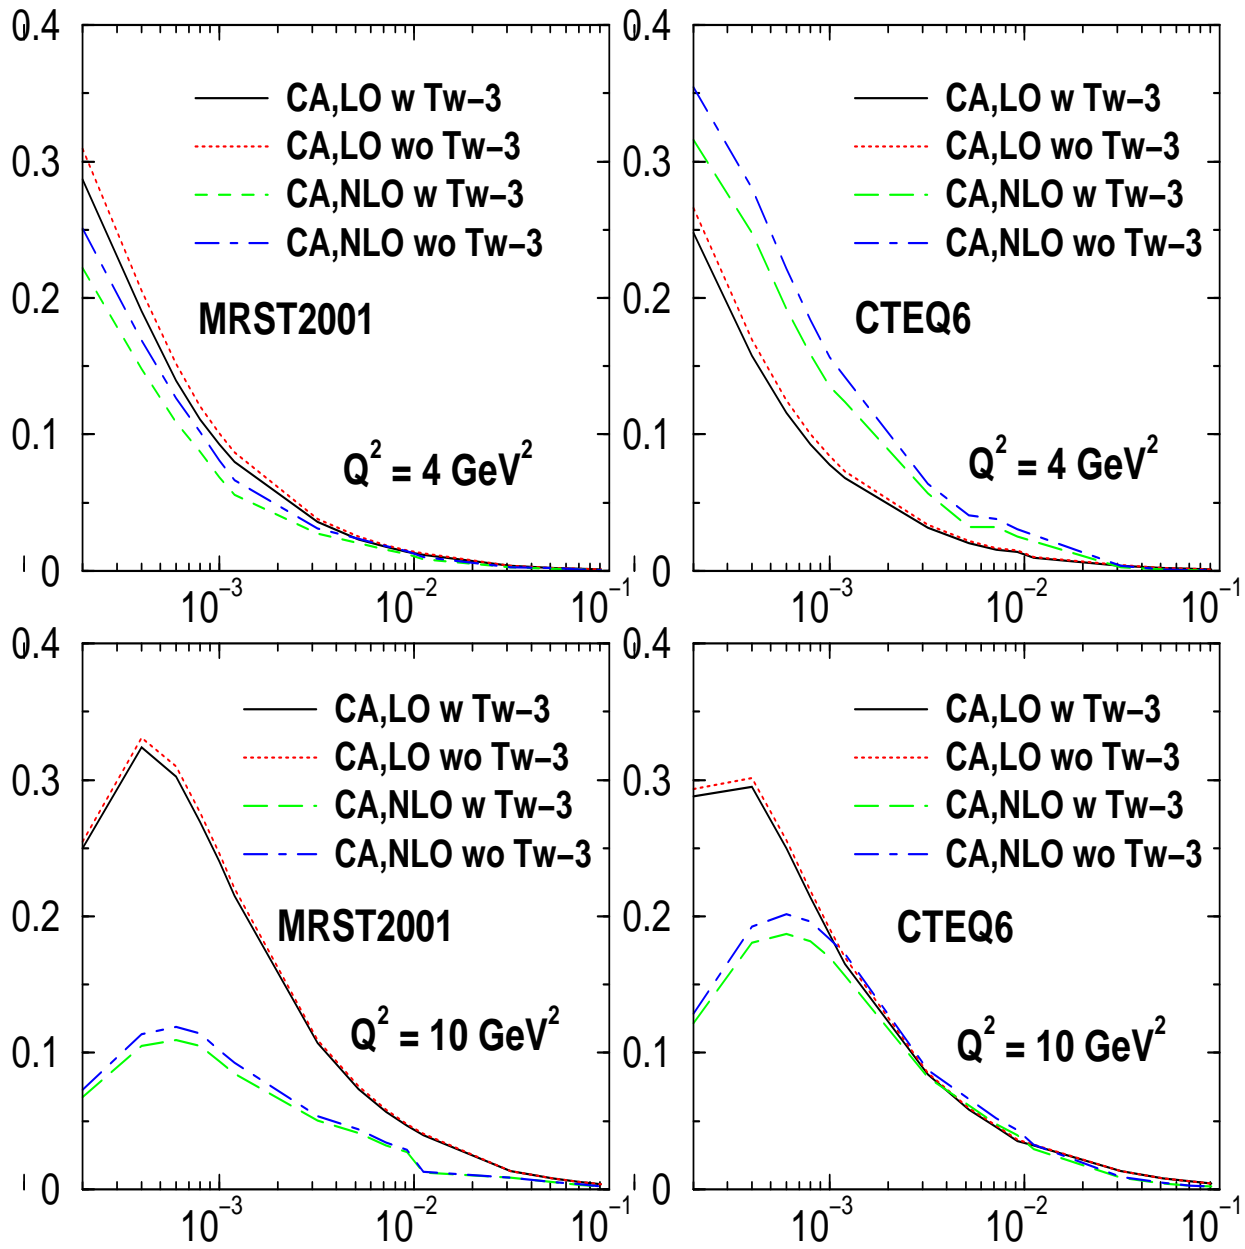 0.4
CA,LO w Tw–3
CA,LO wo Tw–3
0.3
CA,NLO w Tw–3
CA,NLO wo Tw–3
0.2
MRST2001
0.1
Q² = 4 GeV²
0
10⁻³ 10⁻² 10⁻¹
0.4
CA,LO w Tw–3
CA,LO wo Tw–3
0.3
CA,NLO w Tw–3
CA,NLO wo Tw–3
0.2
CTEQ6
0.1
Q² = 4 GeV²
0
10⁻³ 10⁻² 10⁻¹
0.4
CA,LO w Tw–3
CA,LO wo Tw–3
0.3
CA,NLO w Tw–3
CA,NLO wo Tw–3
0.2
MRST2001
0.1
Q² = 10 GeV²
0
10⁻³ 10⁻² 10⁻¹
0.4
CA,LO w Tw–3
CA,LO wo Tw–3
0.3
CA,NLO w Tw–3
CA,NLO wo Tw–3
0.2
CTEQ6
0.1
Q² = 10 GeV²
0
10⁻³ 10⁻² 10⁻¹